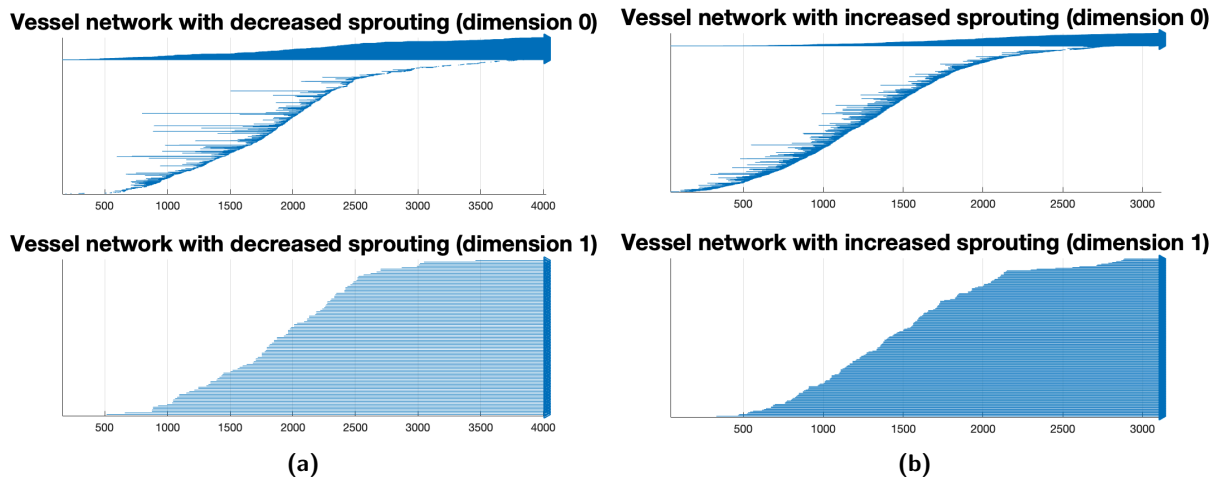 Vessel network with decreased sprouting (dimension 0)
500 1000 1500 2000 2500 3000 3500 4000
Vessel network with decreased sprouting (dimension 1)
500 1000 1500 2000 2500 3000 3500 4000
(a)
Vessel network with increased sprouting (dimension 0)
500 1000 1500 2000 2500 3000
Vessel network with increased sprouting (dimension 1)
500 1000 1500 2000 2500 3000
(b)